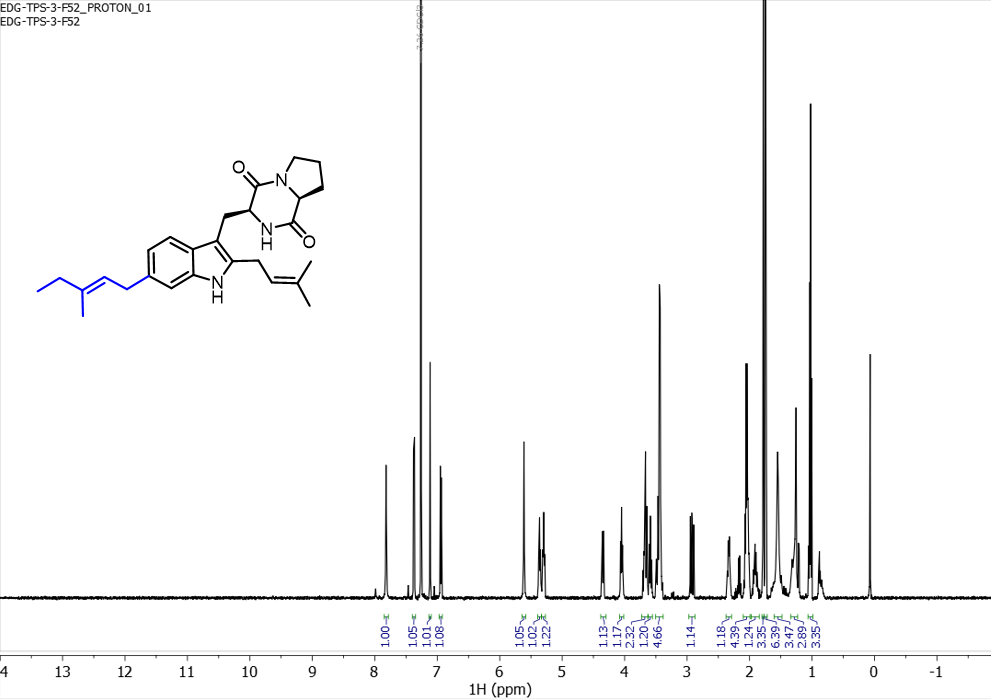 EDG-TPS-3-F52_PROTON_01
EDG-TPS-3-F52
O
N
N
H
O
N
H
1.00
1.05
1.01
1.08
1.05
1.02
1.22
1.13
1.17
2.32
1.20
4.66
1.14
1.18
4.39
1.24
3.35
6.39
3.47
2.89
3.35
4 13 12 11 10 9 8 7 6 5 4 3 2 1 0 -1
1H (ppm)